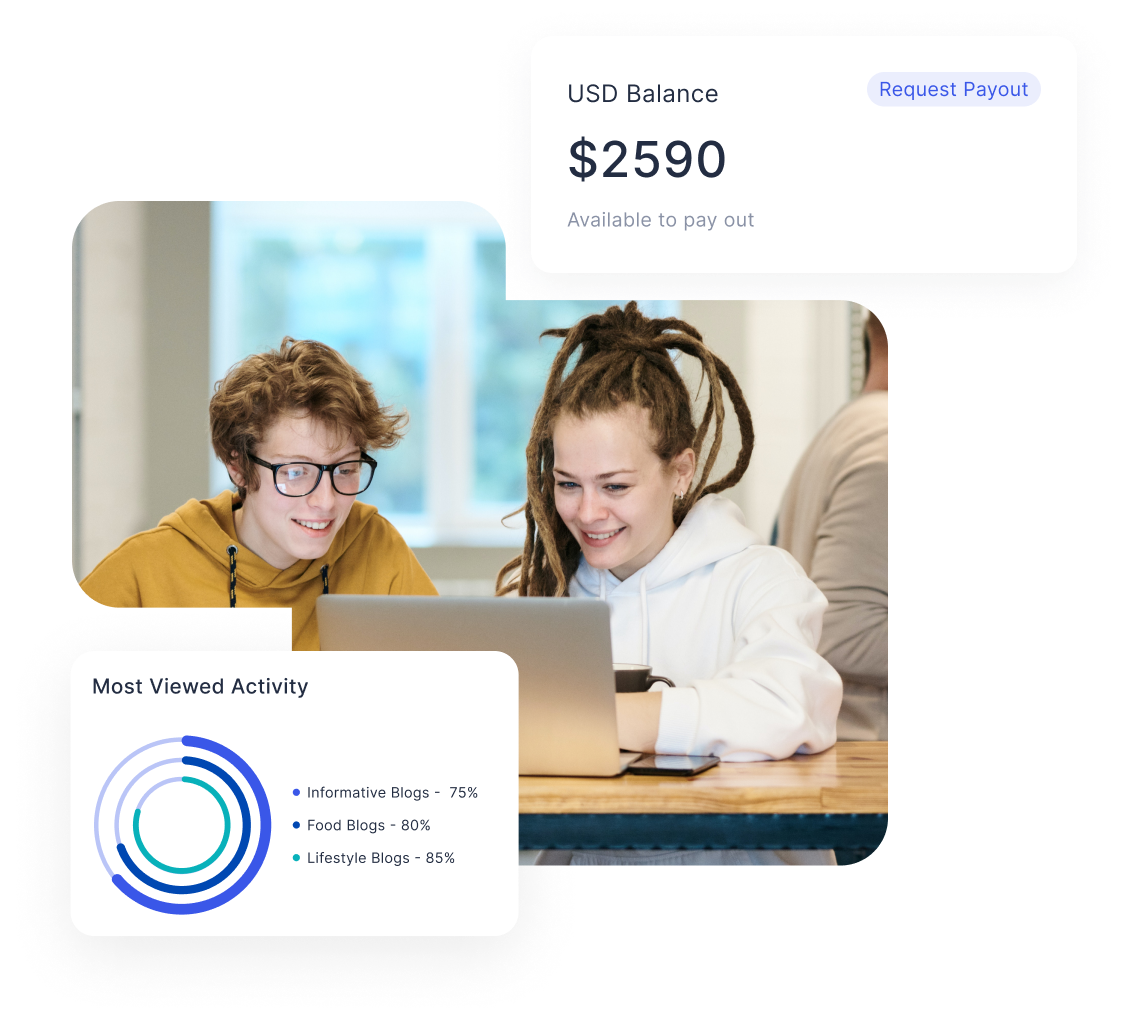 USD Balance
Request Payout
$2590
Available to pay out
Most Viewed Activity
Informative Blogs - 75%
Food Blogs - 80%
Lifestyle Blogs - 85%